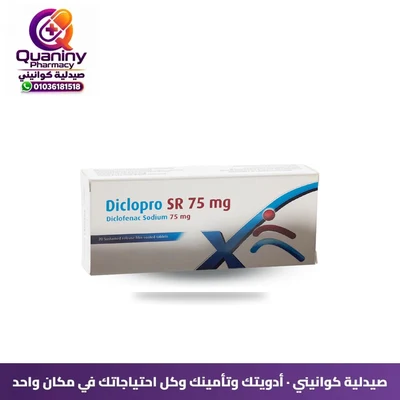 Quaniny
Pharmacy
صيدلية كوانيني
01036181518
Diclopro SR 75 mg
Diclofenac Sodium 75 mg
صيدلية كوانيني - أدويتك وتأمينك وكل احتياجاتك في مكان واحد